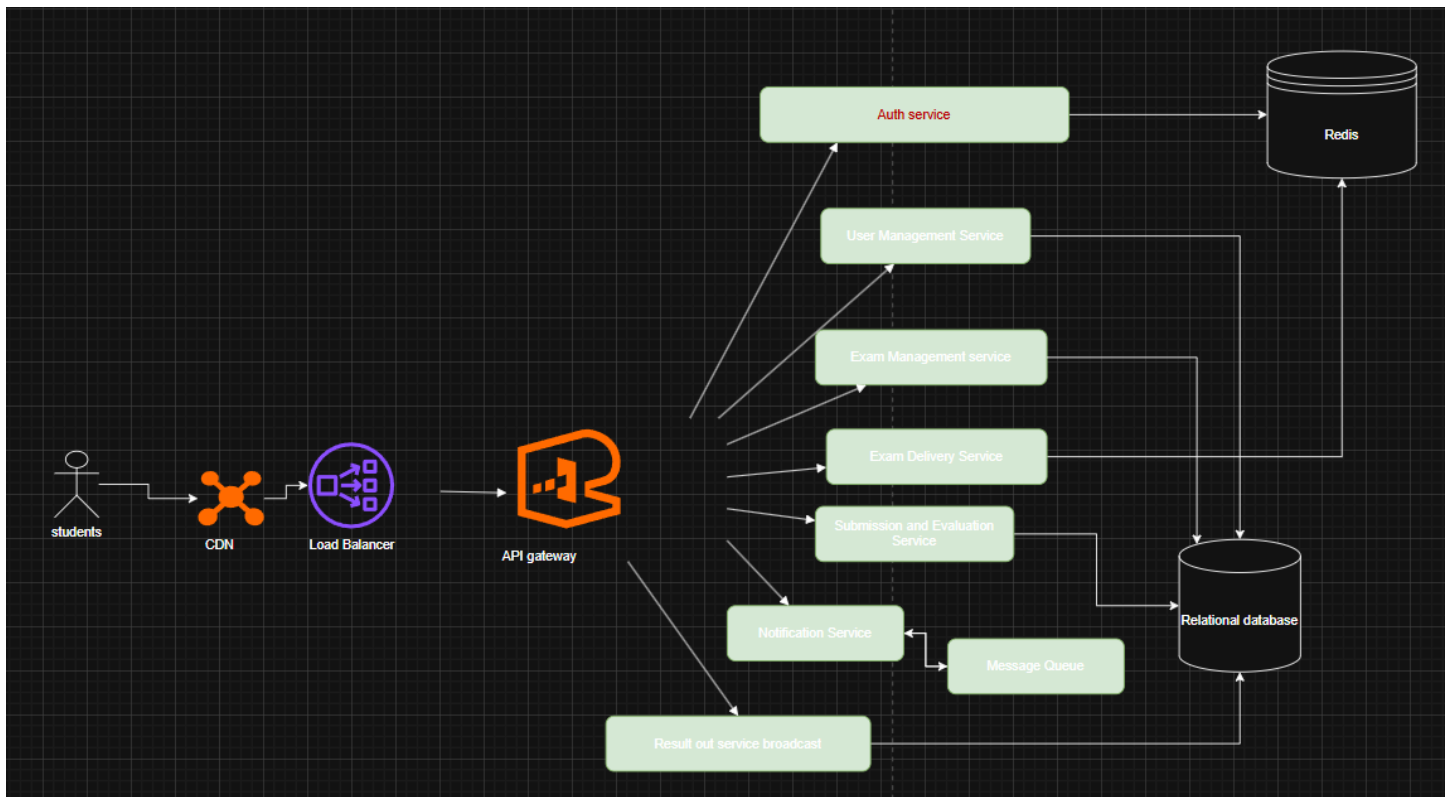 Auth service
Redis
User Management Service
Exam Management service
Exam Delivery Service
students
CDN
Load Balancer
API gateway
Submission and Evaluation
Service
Relational database
Notification Service
Message Queue
Result out service broadcast